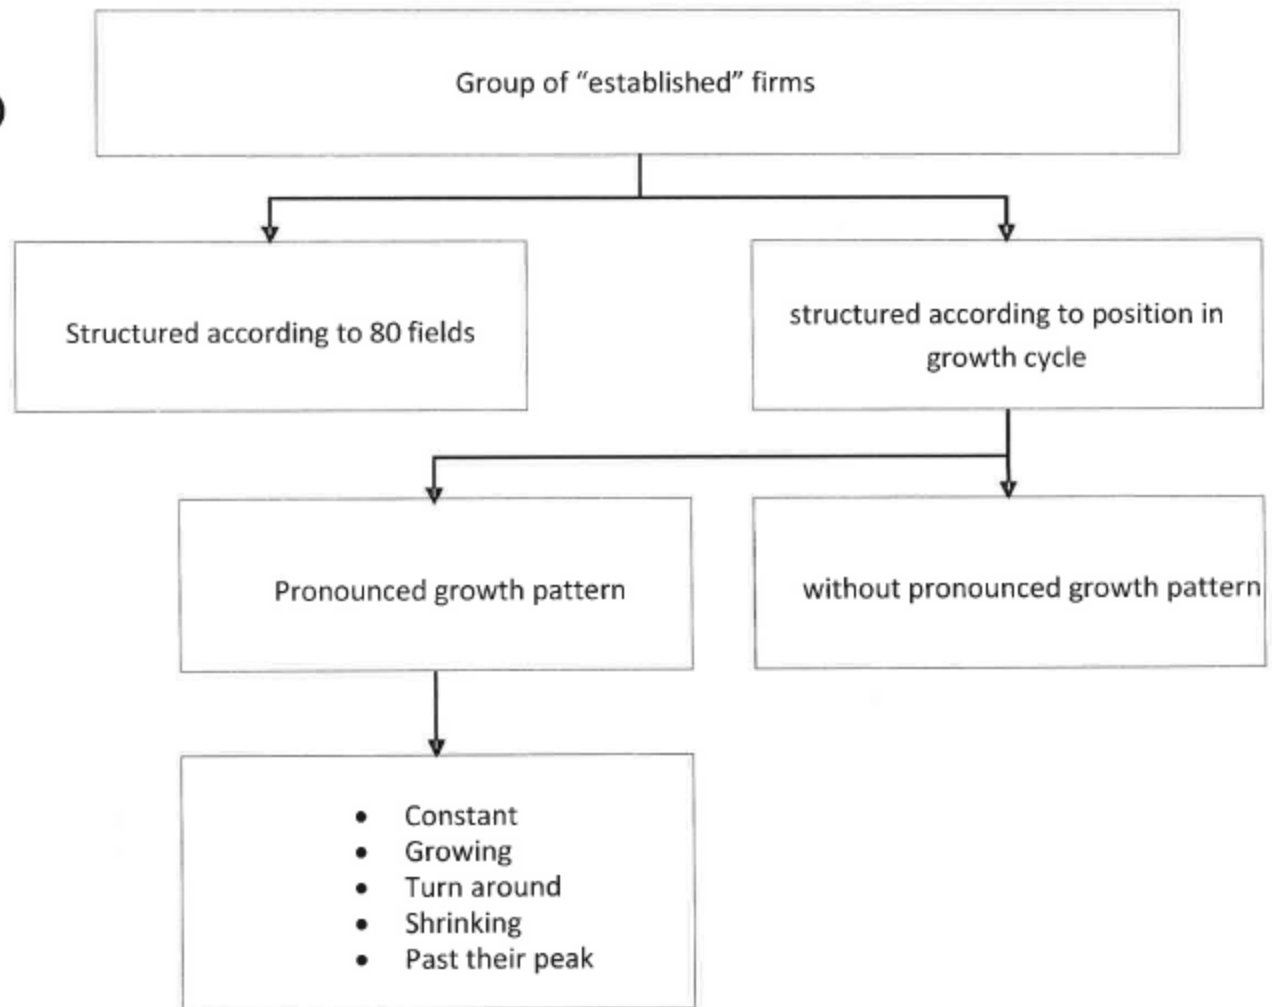 Group of “established” firms
Structured according to 80 fields
structured according to position in
growth cycle
Pronounced growth pattern
without pronounced growth pattern
• Constant
• Growing
• Turn around
• Shrinking
• Past their peak